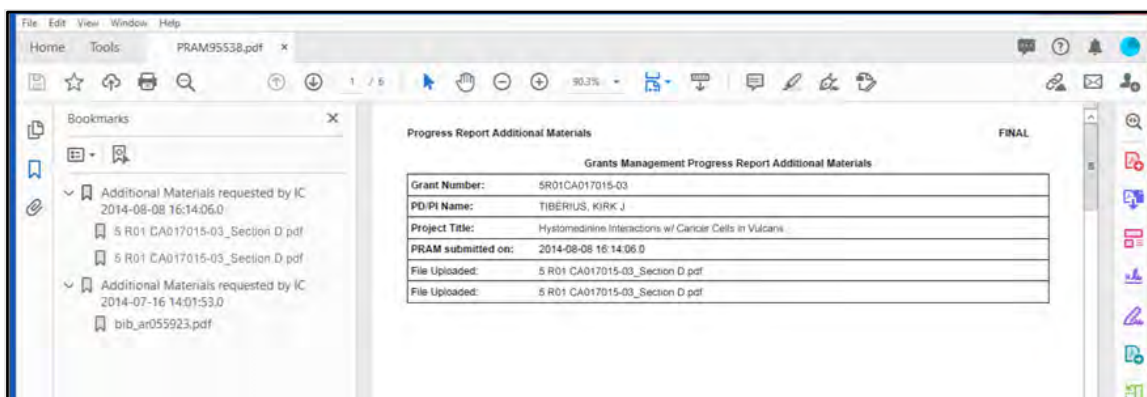 File Edit View Window Help
Home Tools PRAM95538.pdf ×
1 / 6 90.3%
Bookmarks
Additional Materials requested by IC
2014-08-08 16:14:06.0
5 R01 CA017015-03_Section D.pdf
5 R01 CA017015-03_Section D.pdf
Additional Materials requested by IC
2014-07-16 14:01:53.0
bib_ar055923.pdf
Progress Report Additional Materials FINAL
Grants Management Progress Report Additional Materials
Grant Number: 5R01CA017015-03
PD/PI Name: TIBERIUS, KIRK J
Project Title: Hystomedinine Interactions w/ Cancer Cells in Vulcans
PRAM submitted on: 2014-08-08 16:14:06.0
File Uploaded: 5 R01 CA017015-03_Section D.pdf
File Uploaded: 5 R01 CA017015-03_Section D.pdf